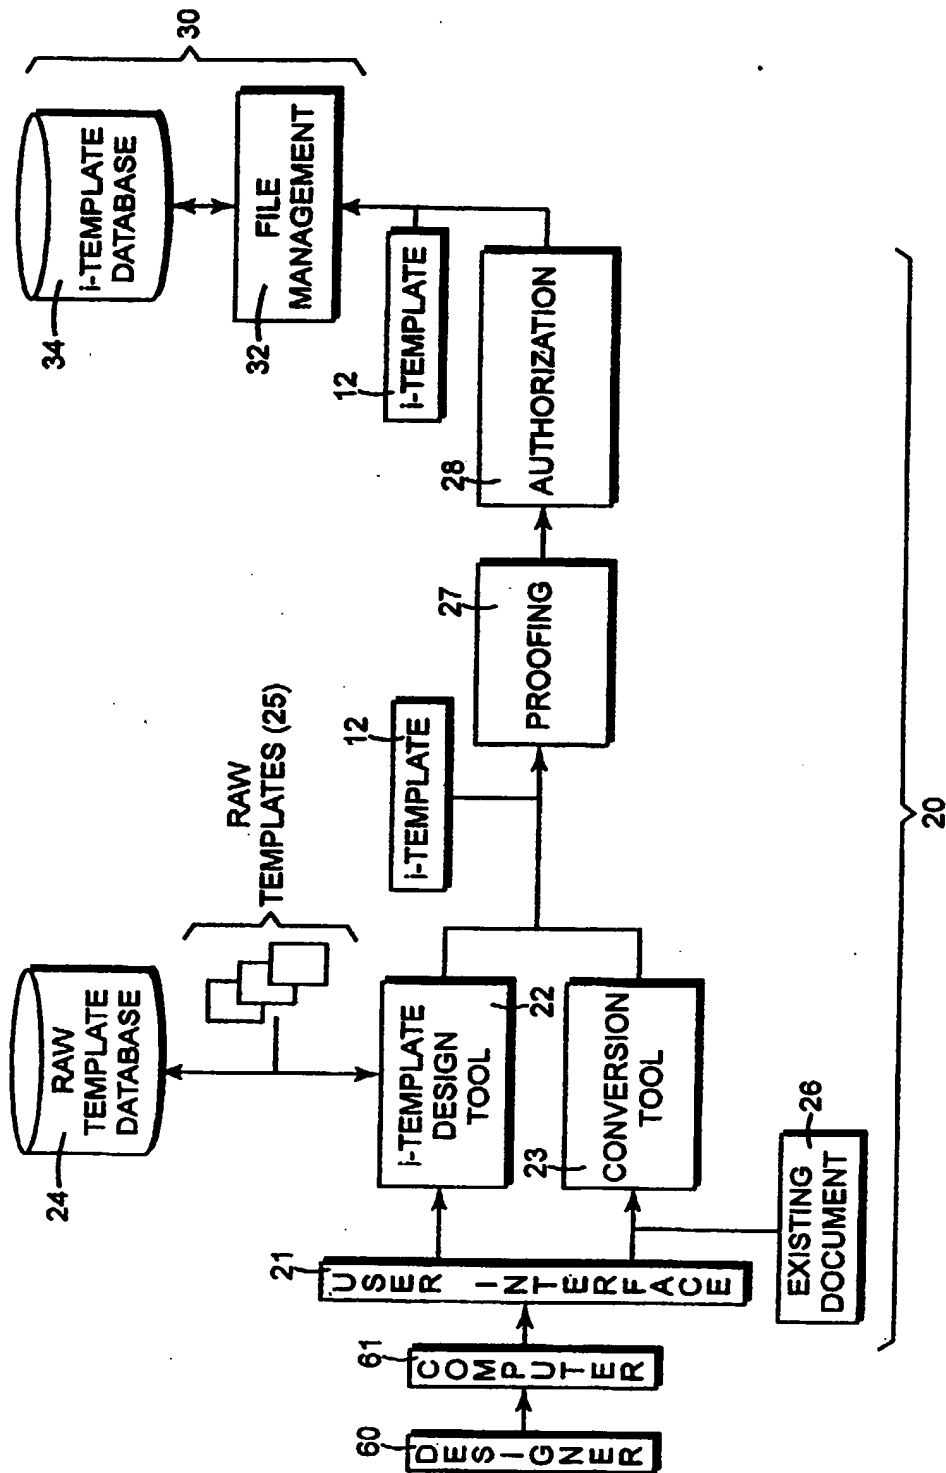 30
i-TEMPLATE
DATABASE
34
FILE
MANAGEMENT
32
12
i-TEMPLATE
AUTHORIZATION
28
PROOFING
27
12
i-TEMPLATE
RAW
TEMPLATES (25)
RAW
TEMPLATE
DATABASE
24
i-TEMPLATE
DESIGN
TOOL
22
CONVERSION
TOOL
23
EXISTING
DOCUMENT
26
USER INTERFACE
21
COMPUTER
61
DESIGNER
60
20